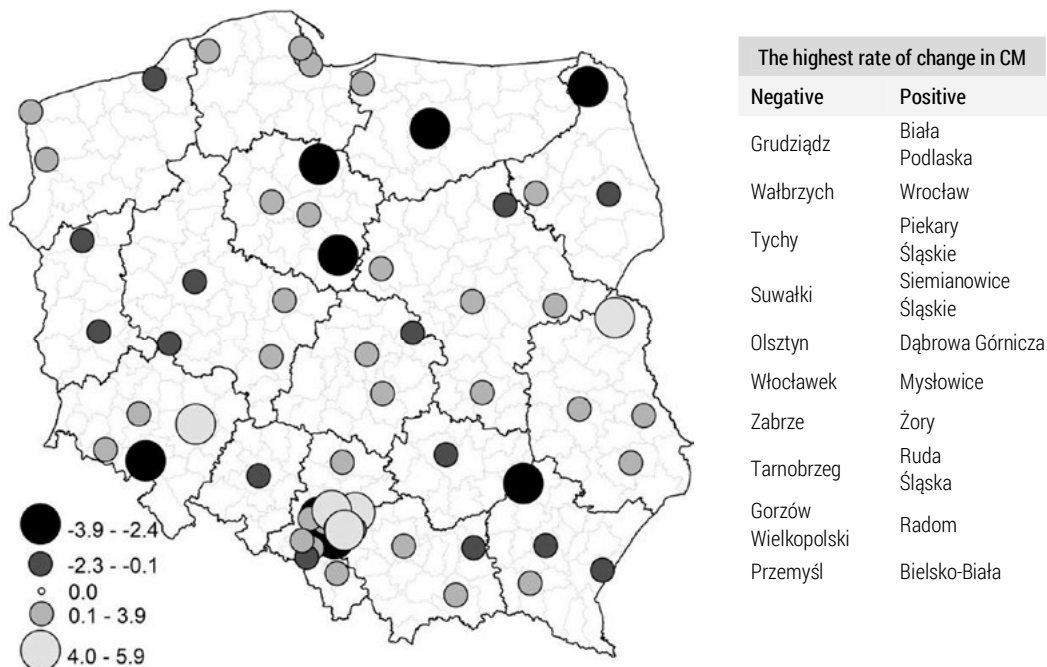 The highest rate of change in CM
Negative Positive
Grudziądz Biała
Podlaska
Wałbrzych Wrocław
Tychy Piekary
Śląskie
Suwałki Siemianowice
Śląskie
Olsztyn Dąbrowa Górnicza
Włocławek Mysłowice
Zabrze Żory
Tarnobrzeg Ruda
Śląska
Gorzów
Wielkopolski Radom
Przemyśl Bielsko-Biała
-3.9 - -2.4
-2.3 - -0.1
0.0
0.1 - 3.9
4.0 - 5.9